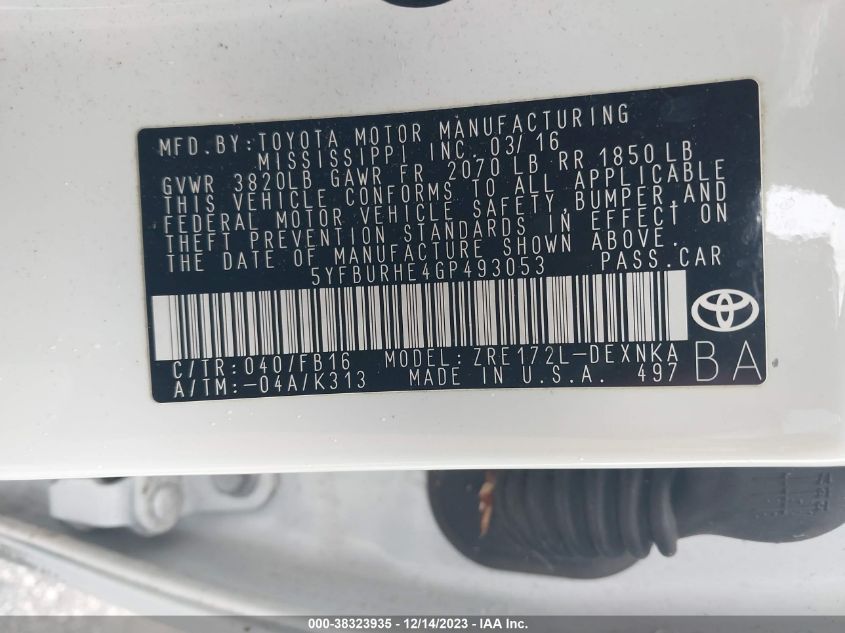 MFD.BY:TOYOTA MOTOR MANUFACTURING
MISSISSIPPI INC. 03/16
GVWR 3820LB GAWR FR 2070 LB RR 1850 LB
THIS VEHICLE CONFORMS TO ALL APPLICABLE
FEDERAL MOTOR VEHICLE SAFETY,BUMPER,AND
THEFT PREVENTION STANDARDS IN EFFECT ON
THE DATE OF MANUFACTURE SHOWN ABOVE.
5YFBURHE4GP493053 PASS.CAR
C/TR:040/FB16 MODEL:ZRE172L-DEXNKA
A/TM:-04A/K313 MADE IN U.S.A. 497
BA
000-38323935 - 12/14/2023 - IAA Inc.